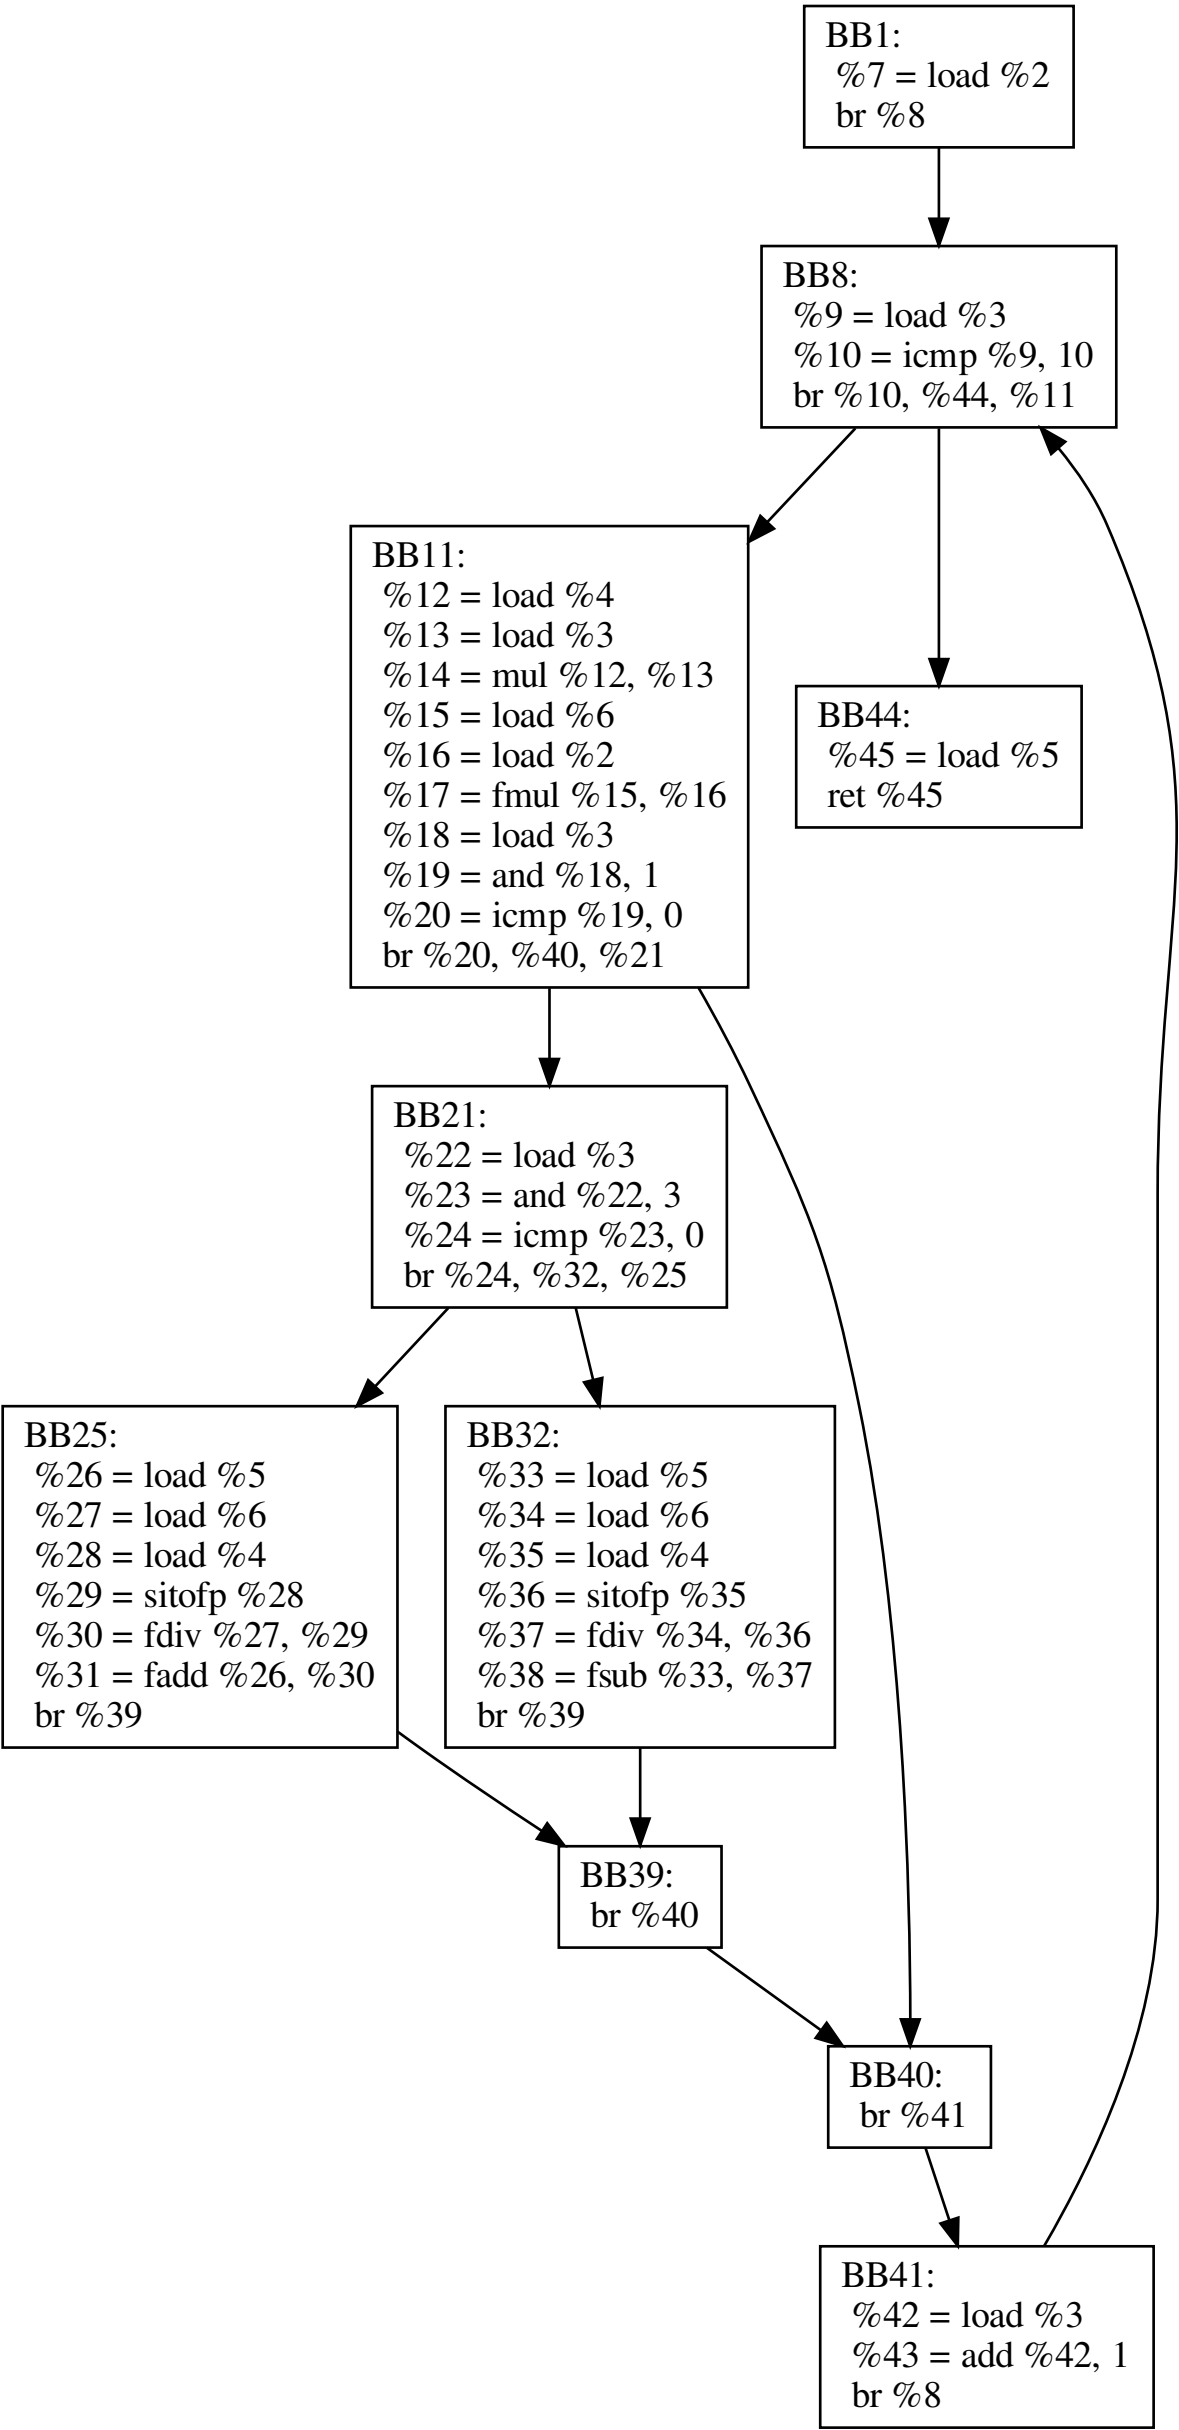 BB1:
%7 = load %2
br %8
BB8:
%9 = load %3
%10 = icmp %9, 10
br %10, %44, %11
BB11:
%12 = load %4
%13 = load %3
%14 = mul %12, %13
%15 = load %6
%16 = load %2
%17 = fmul %15, %16
%18 = load %3
%19 = and %18, 1
%20 = icmp %19, 0
br %20, %40, %21
BB44:
%45 = load %5
ret %45
BB21:
%22 = load %3
%23 = and %22, 3
%24 = icmp %23, 0
br %24, %32, %25
BB25:
%26 = load %5
%27 = load %6
%28 = load %4
%29 = sitofp %28
%30 = fdiv %27, %29
%31 = fadd %26, %30
br %39
BB32:
%33 = load %5
%34 = load %6
%35 = load %4
%36 = sitofp %35
%37 = fdiv %34, %36
%38 = fsub %33, %37
br %39
BB39:
br %40
BB40:
br %41
BB41:
%42 = load %3
%43 = add %42, 1
br %8